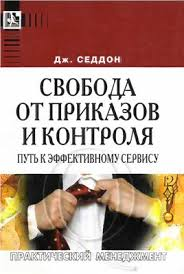 Дж. СЕДДОН
СВОБОДА
ОТ ПРИКАЗОВ
И КОНТРОЛЯ
ПУТЬ К ЭФФЕКТИВНОМУ СЕРВИСУ
ПРАКТИЧЕСКИЙ МЕНЕДЖМЕНТ